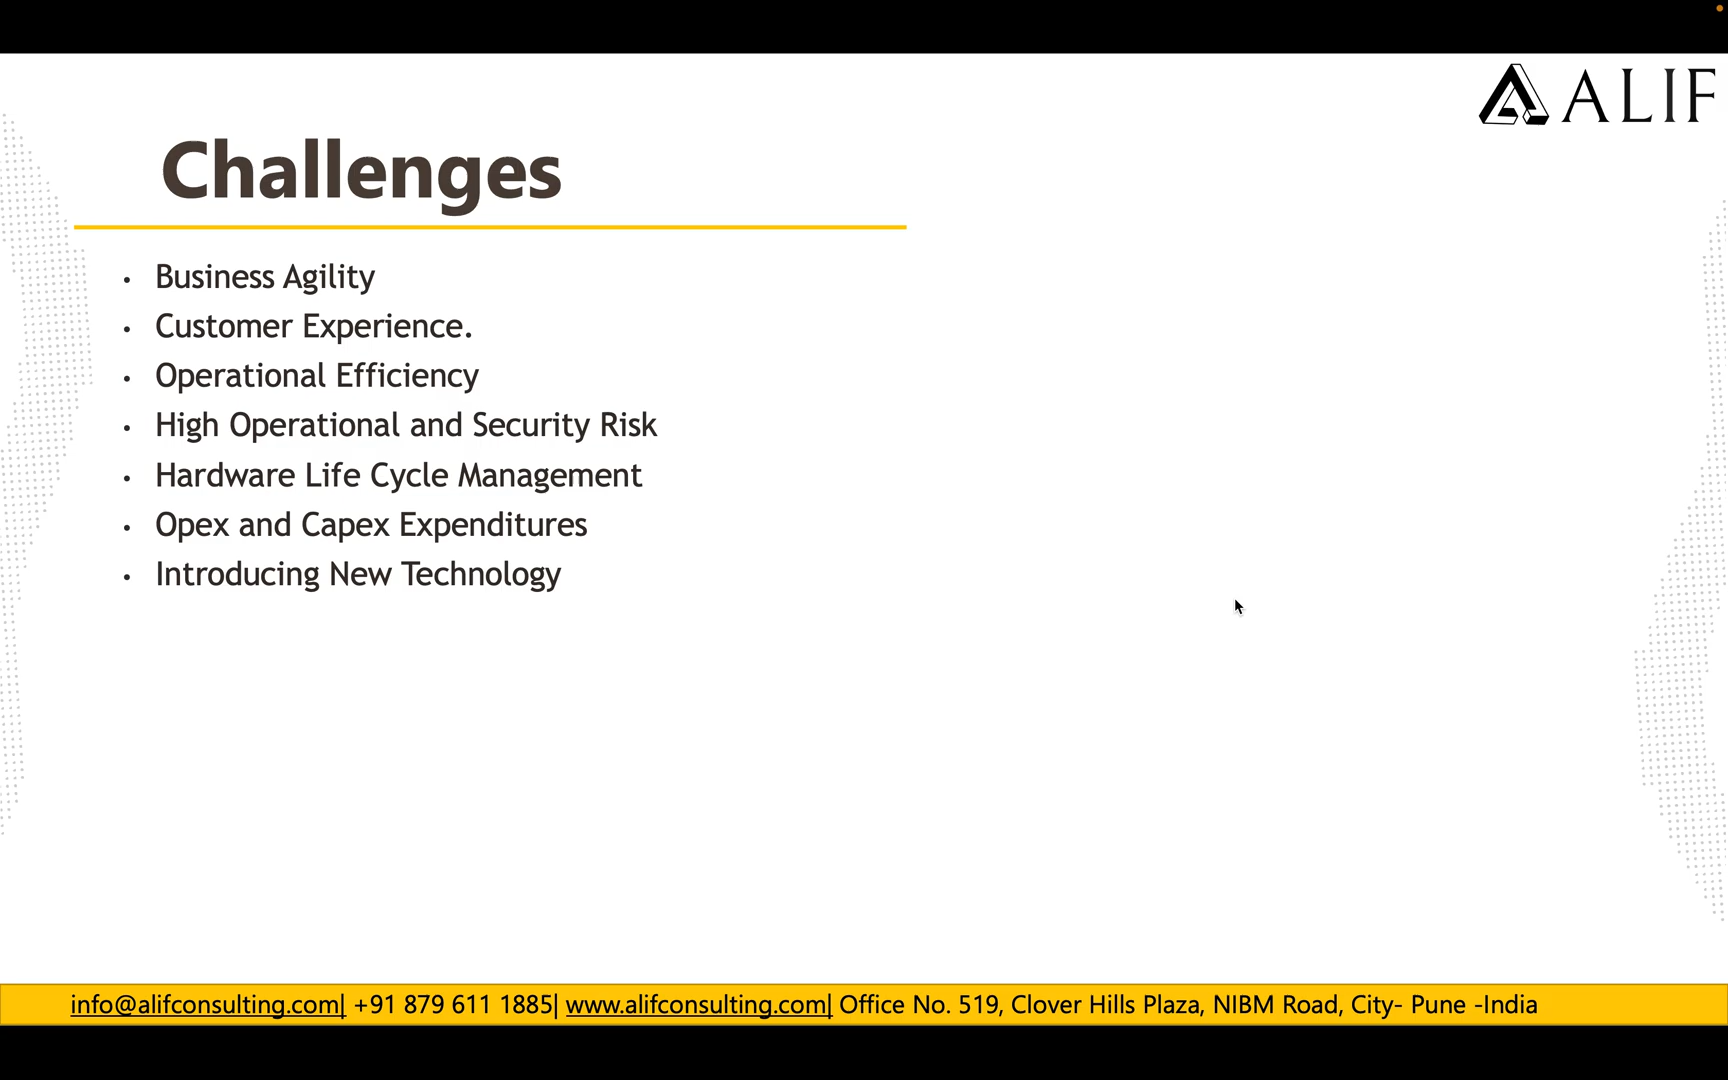 ALIF
Challenges
• Business Agility
• Customer Experience.
• Operational Efficiency
• High Operational and Security Risk
• Hardware Life Cycle Management
• Opex and Capex Expenditures
• Introducing New Technology
info@alifconsulting.com| +91 879 611 1885| www.alifconsulting.com| Office No. 519, Clover Hills Plaza, NIBM Road, City- Pune -India